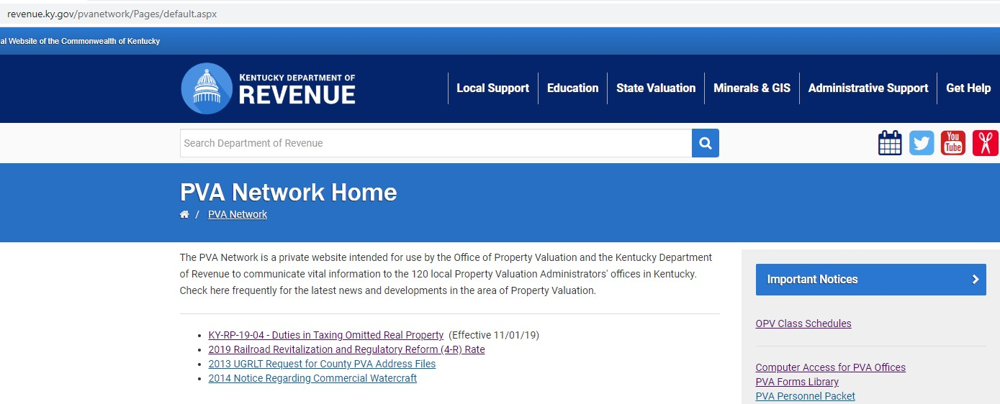 revenue.ky.gov/pvanetwork/Pages/default.aspx
al Website of the Commonwealth of Kentucky
KENTUCKY DEPARTMENT OF
REVENUE
Local Support
Education
State Valuation
Minerals & GIS
Administrative Support
Get Help
Search Department of Revenue
You
Tube
PVA Network Home
/ PVA Network
The PVA Network is a private website intended for use by the Office of Property Valuation and the Kentucky Department
of Revenue to communicate vital information to the 120 local Property Valuation Administrators' offices in Kentucky.
Check here frequently for the latest news and developments in the area of Property Valuation.
• KY-RP-19-04 - Duties in Taxing Omitted Real Property (Effective 11/01/19)
• 2019 Railroad Revitalization and Regulatory Reform (4-R) Rate
• 2013 UGRLT Request for County PVA Address Files
• 2014 Notice Regarding Commercial Watercraft
Important Notices
OPV Class Schedules
Computer Access for PVA Offices
PVA Forms Library
PVA Personnel Packet